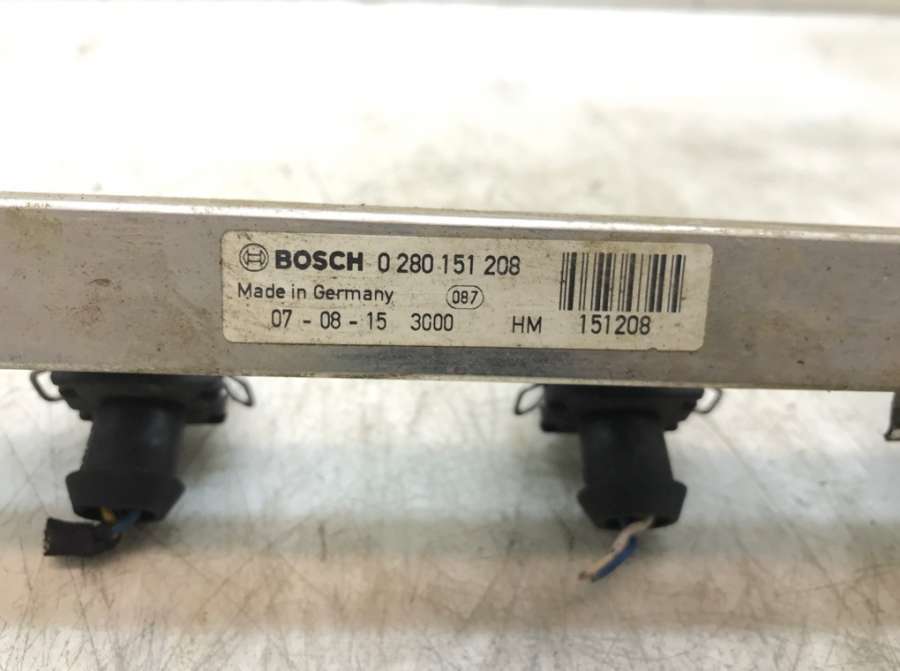 BOSCH 0 280 151 208
Made in Germany 087
07 - 08 - 15 3000 HM 151208